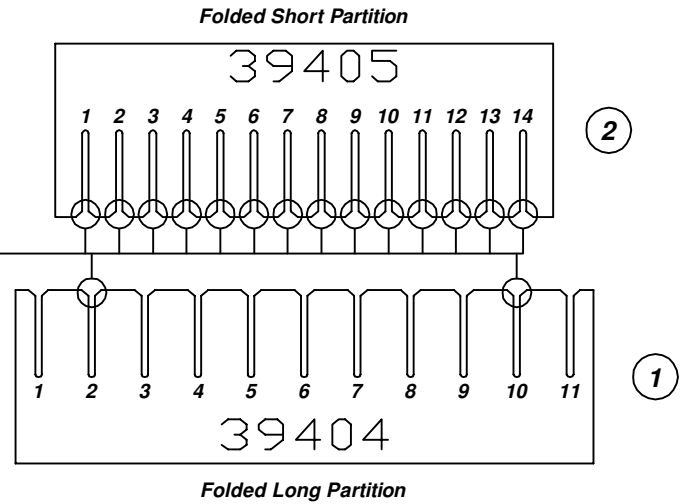 Folded Short Partition
39405
1 2 3 4 5 6 7 8 9 10 11 12 13 14
2
1 2 3 4 5 6 7 8 9 10 11
1
39404
Folded Long Partition